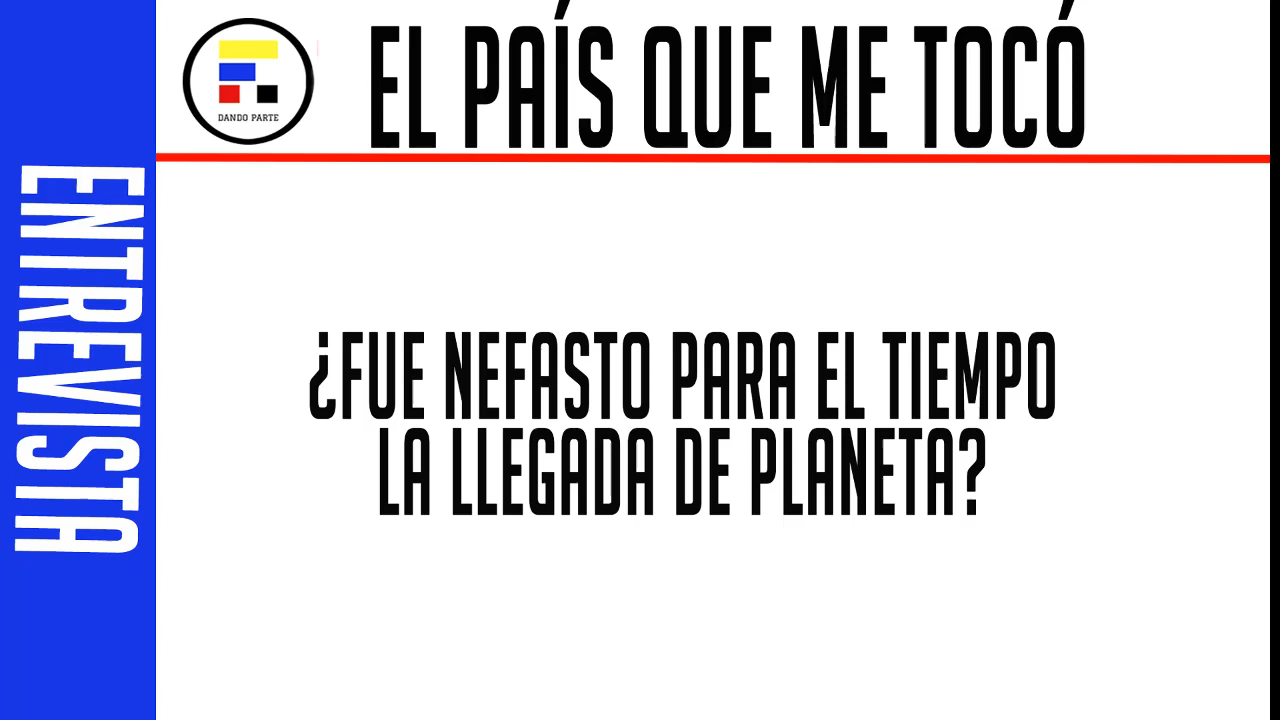 DANDO PARTE
EL PAÍS QUE ME TOCÓ
ENTREVISTA
¿FUE NEFASTO PARA EL TIEMPO
LA LLEGADA DE PLANETA?